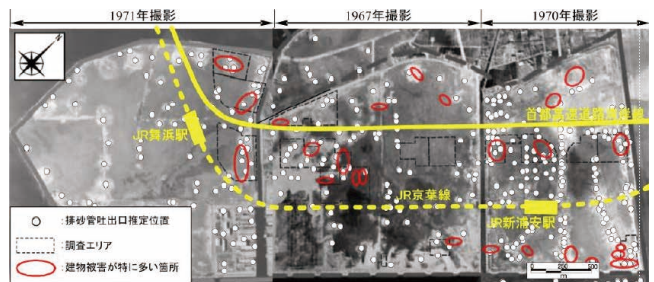 1971年撮影
1967年撮影
1970年撮影
首都高速道路湾岸線
JR舞浜駅
JR京葉線
JR新浦安駅
排砂管吐出口推定位置
:調査エリア
:建物被害が特に多い箇所
0 200 500
m